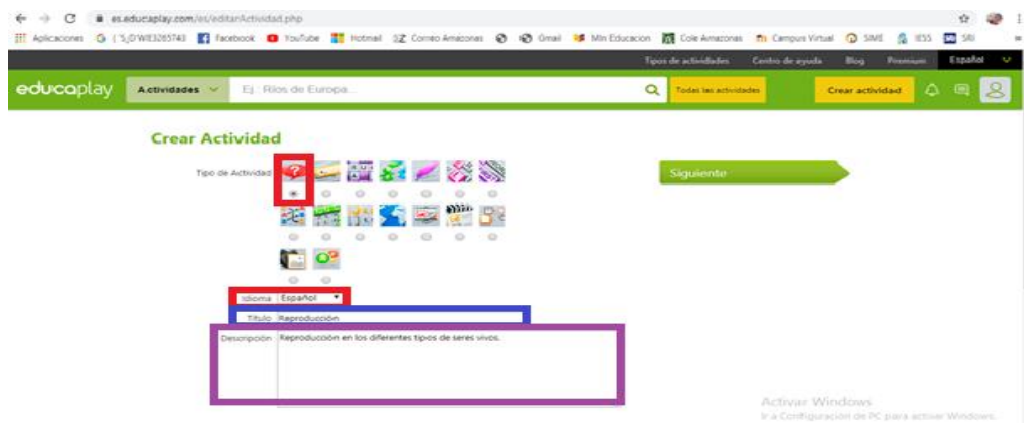 es.educaplay.com/es/editarActividad.php
Aplicaciones Facebook YouTube Hotmail Correo Amazonas Gmail Min Educacion Cole Amazonas Campus Virtual SIME IESS SRI
Tipos de actividades Centro de ayuda Blog Premium Español
educaplay Actividades Ej.: Ríos de Europa... Todas las actividades Crear actividad
Crear Actividad
Tipo de Actividad
Siguiente
Idioma Español
Título Reproducción
Descripción Reproducción en los diferentes tipos de seres vivos.
Activar Windows
Ir a Configuración de PC para activar Windows.